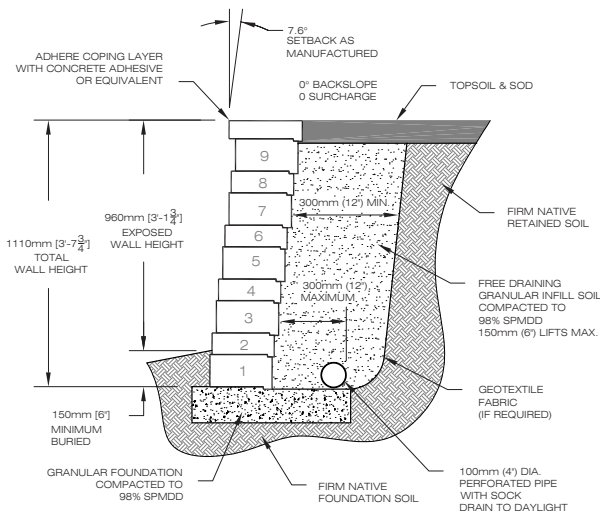 7.6°
SETBACK AS
MANUFACTURED
ADHERE COPING LAYER
WITH CONCRETE ADHESIVE
OR EQUIVALENT
0° BACKSLOPE
0 SURCHARGE
TOPSOIL & SOD
9
8
7
6
5
4
3
2
1
300mm (12") MIN.
300mm (12")
MAXIMUM
960mm [3'-1 3/4"]
EXPOSED
WALL HEIGHT
1110mm [3'-7 3/4"]
TOTAL
WALL HEIGHT
FIRM NATIVE
RETAINED SOIL
FREE DRAINING
GRANULAR INFILL SOIL
COMPACTED TO
98% SPMDD
150mm (6") LIFTS MAX.
GEOTEXTILE
FABRIC
(IF REQUIRED)
150mm [6"]
MINIMUM
BURIED
GRANULAR FOUNDATION
COMPACTED TO
98% SPMDD
FIRM NATIVE
FOUNDATION SOIL
100mm (4") DIA.
PERFORATED PIPE
WITH SOCK
DRAIN TO DAYLIGHT